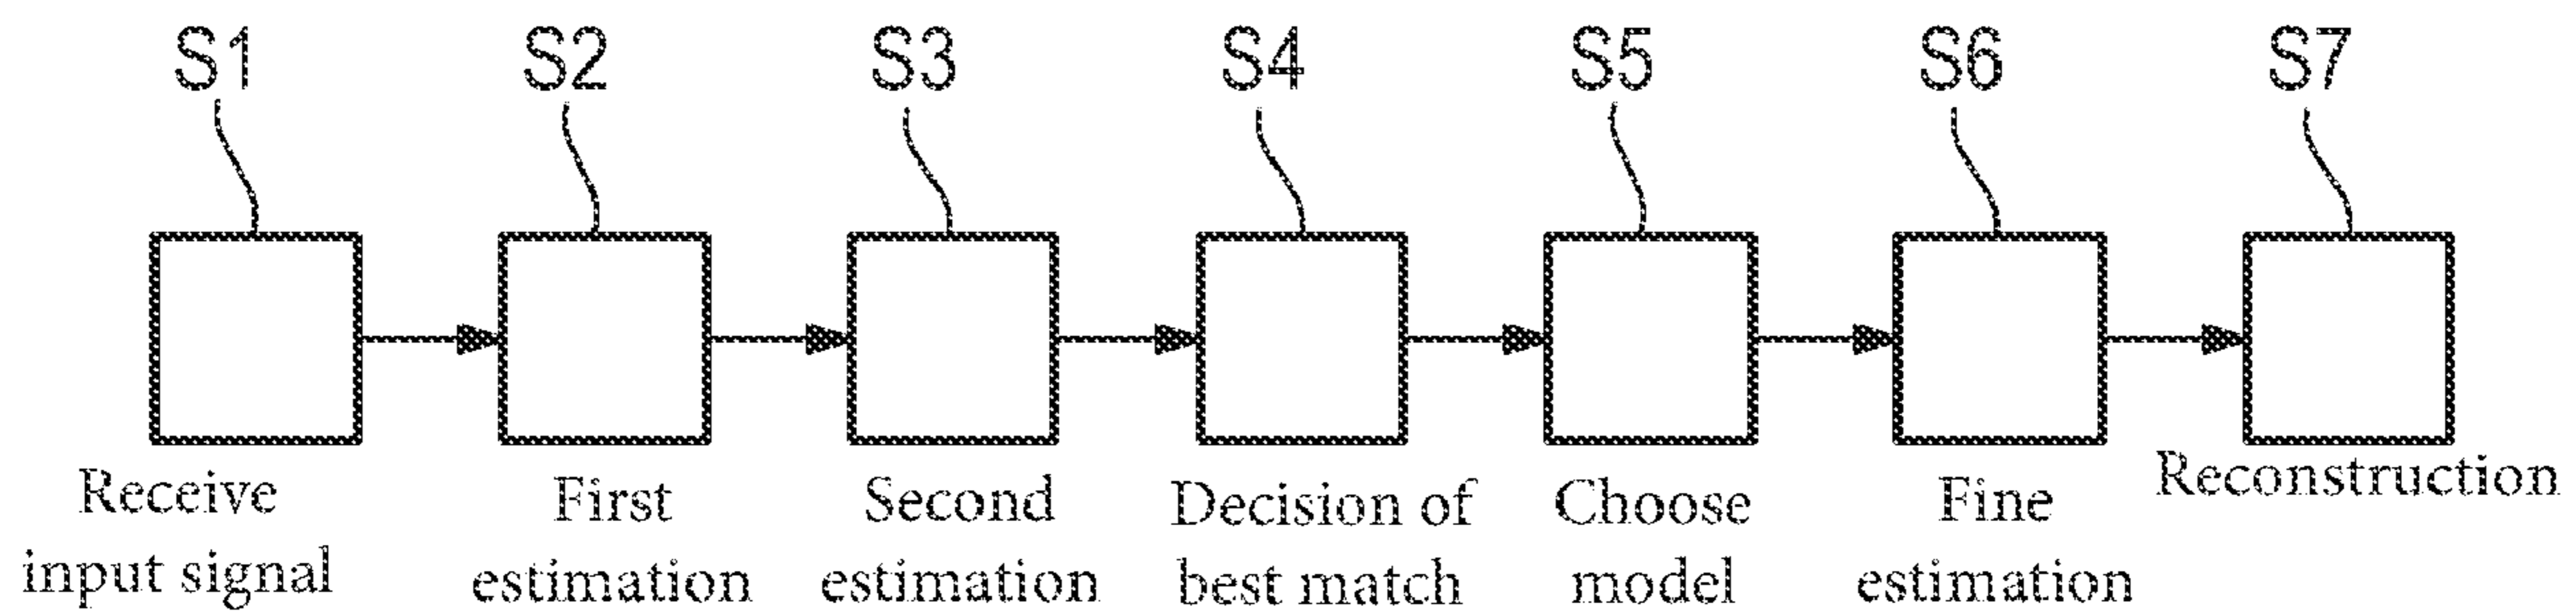 S1 S2 S3 S4 S5 S6 S7
Receive
input signal
First
estimation
Second
estimation
Decision of
best match
Choose
model
Fine
estimation
Reconstruction